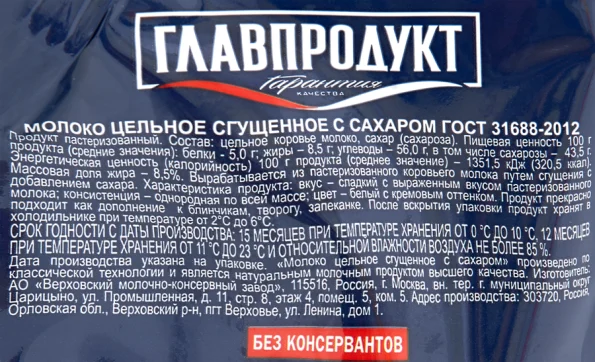 ГЛАВПРОДУКТ
Гарантия
КАЧЕСТВА
МОЛОКО ЦЕЛЬНОЕ СГУЩЕННОЕ С САХАРОМ ГОСТ 31688-2012
Продукт пастеризованный. Состав: цельное коровье молоко, сахар (сахароза). Пищевая ценность 100 г
продукта (средние значения): белки - 5,0 г, жиры - 8,5 г, углеводы – 56,0 г, в том числе сахарозы – 43,5 г.
Энергетическая ценность (калорийность) 100 г продукта (среднее значение) – 1351,5 кДж (320,5 ккал).
Массовая доля жира – 8,5%. Вырабатывается из пастеризованного коровьего молока путем сгущения с
добавлением сахара. Характеристика продукта: вкус – сладкий с выраженным вкусом пастеризованного
молока; консистенция – однородная по всей массе; цвет – белый с кремовым оттенком. Продукт прекрасно
подходит как дополнение к блинчикам, творогу, запеканке. После вскрытия упаковки продукт хранят в
холодильнике при температуре от 2°С до 6°С.
СРОК ГОДНОСТИ С ДАТЫ ПРОИЗВОДСТВА: 15 МЕСЯЦЕВ ПРИ ТЕМПЕРАТУРЕ ХРАНЕНИЯ ОТ 0 °С ДО 10 °С, 12 МЕСЯЦЕВ
ПРИ ТЕМПЕРАТУРЕ ХРАНЕНИЯ ОТ 11 °С ДО 23 °С И ОТНОСИТЕЛЬНОЙ ВЛАЖНОСТИ ВОЗДУХА НЕ БОЛЕЕ 85 %.
Дата производства указана на упаковке. «Молоко цельное сгущенное с сахаром» произведено по
классической технологии и является натуральным молочным продуктом высшего качества. Изготовитель:
АО «Верховский молочно-консервный завод», 115516, Россия, г. Москва, вн. тер. г. муниципальный округ
Царицыно, ул. Промышленная, д. 11, стр. 8, этаж 4, помещ. 5, ком. 5. Адрес производства: 303720, Россия,
Орловская обл., Верховский р-н, пгт Верховье, ул. Ленина, дом 1.
БЕЗ КОНСЕРВАНТОВ